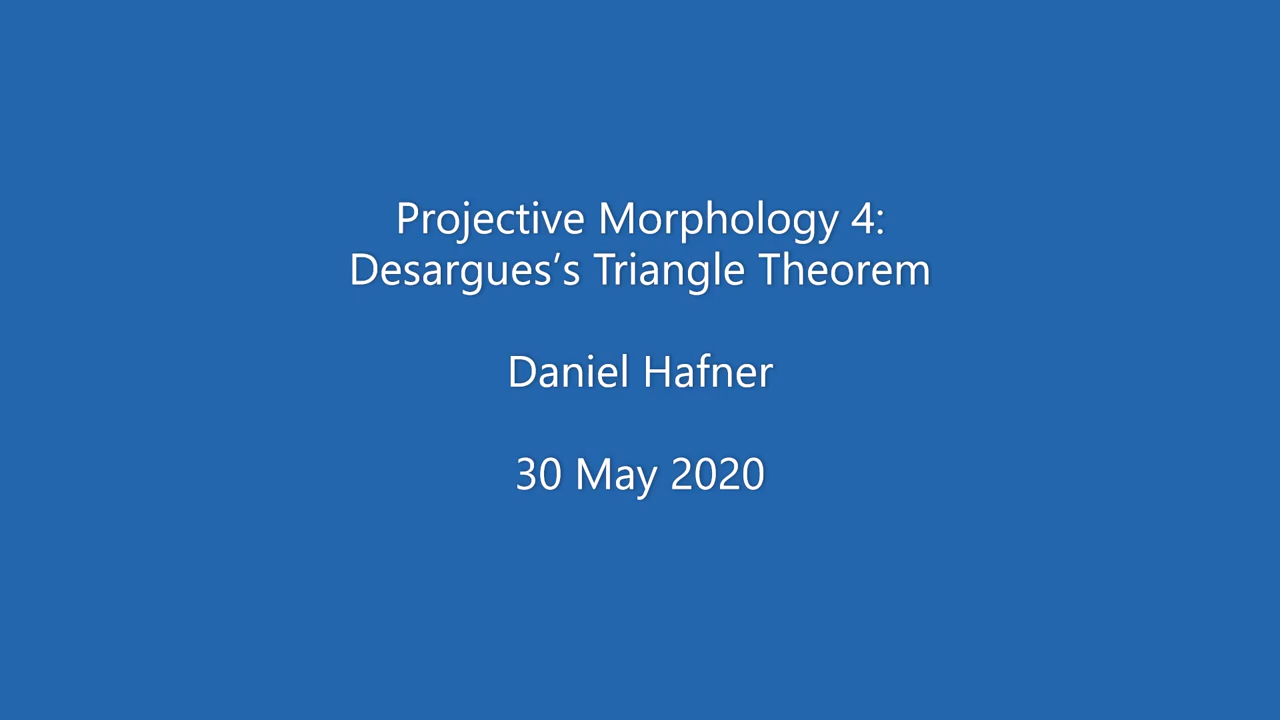 Projective Morphology 4:
Desargues’s Triangle Theorem
Daniel Hafner
30 May 2020